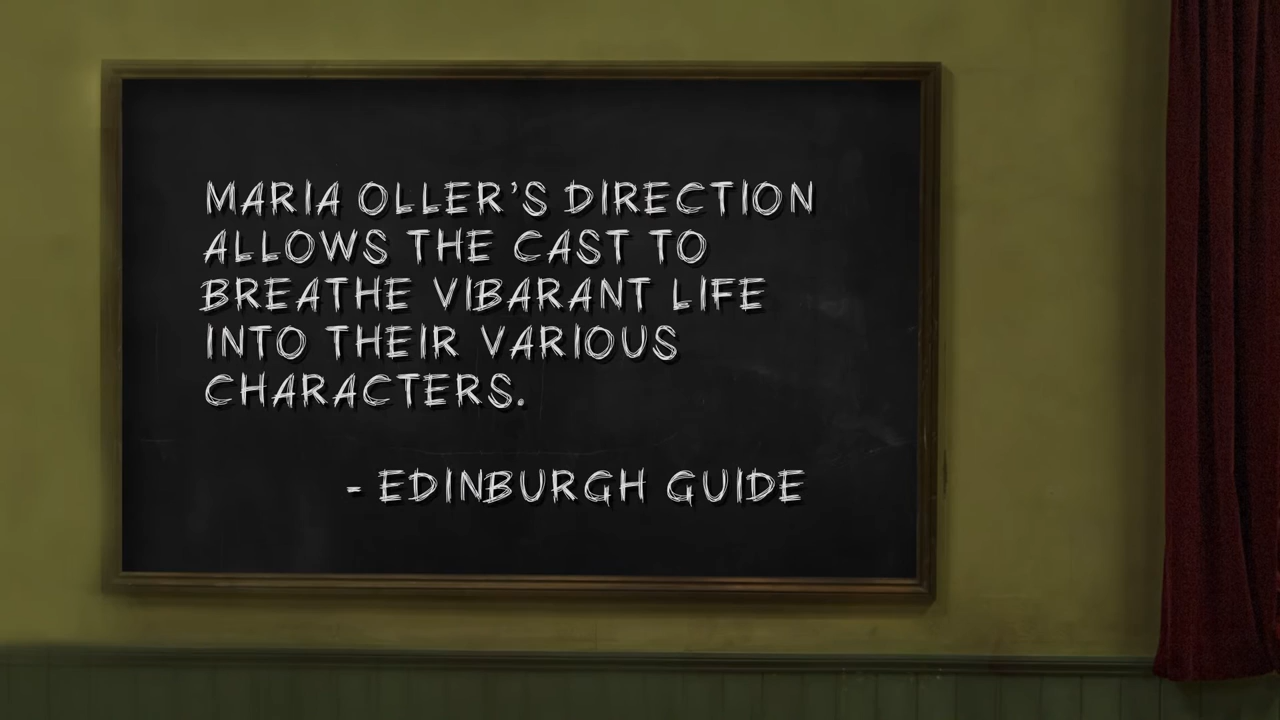 MARIA OLLER'S DIRECTION
ALLOWS THE CAST TO
BREATHE VIBARANT LIFE
INTO THEIR VARIOUS
CHARACTERS.
- EDINBURGH GUIDE